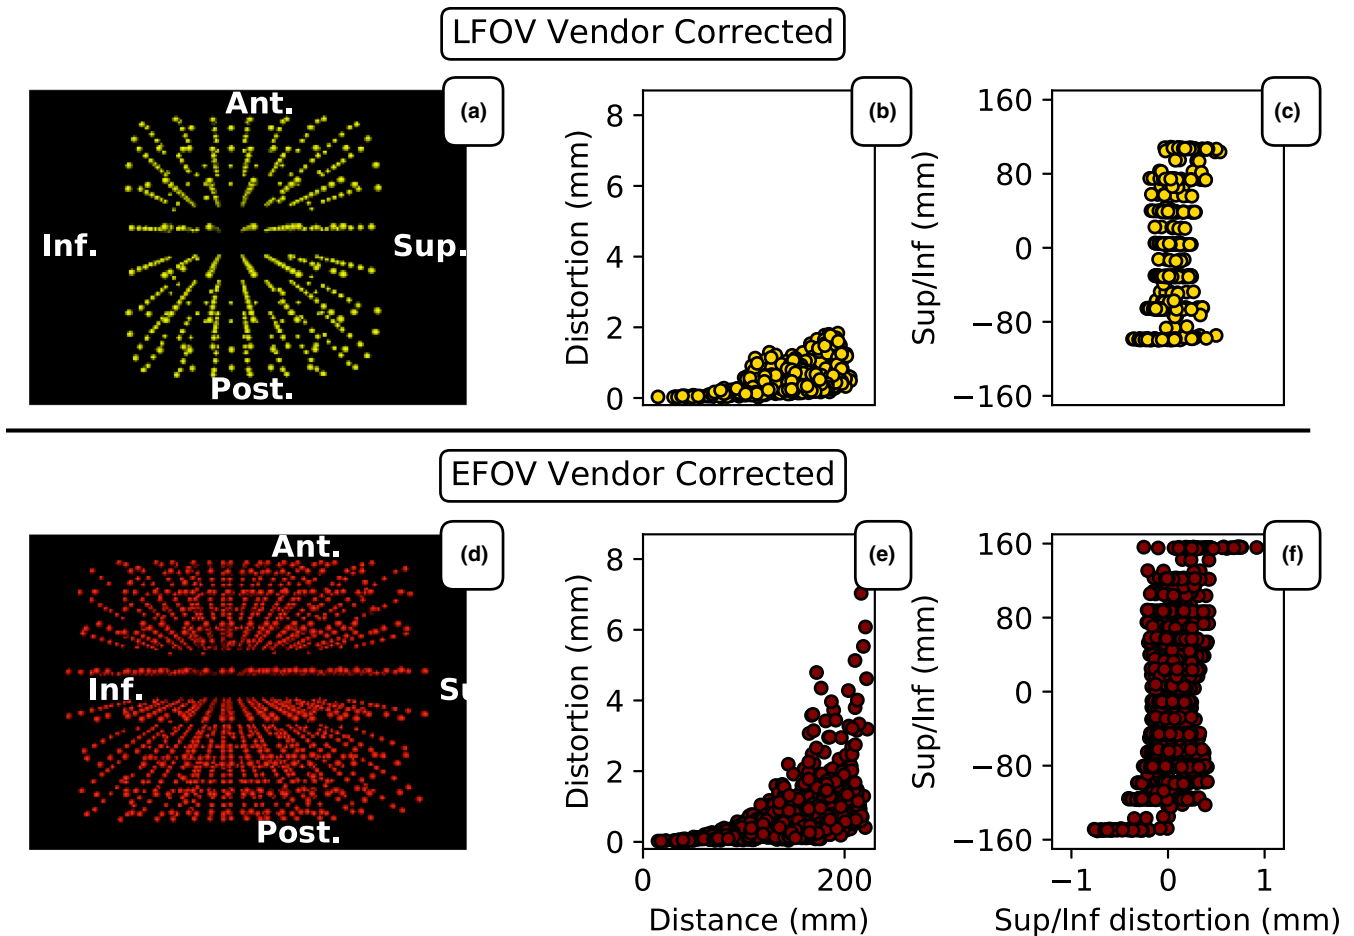 LFOV Vendor Corrected
(a)
Ant.
Inf.
Sup.
Post.
(b)
Distortion (mm)
8
6
4
2
0
(c)
Sup/Inf (mm)
160
80
0
−80
−160
EFOV Vendor Corrected
(d)
Ant.
Inf.
Su
Post.
(e)
Distortion (mm)
8
6
4
2
0
0
200
Distance (mm)
(f)
Sup/Inf (mm)
160
80
0
−80
−160
−1
0
1
Sup/Inf distortion (mm)